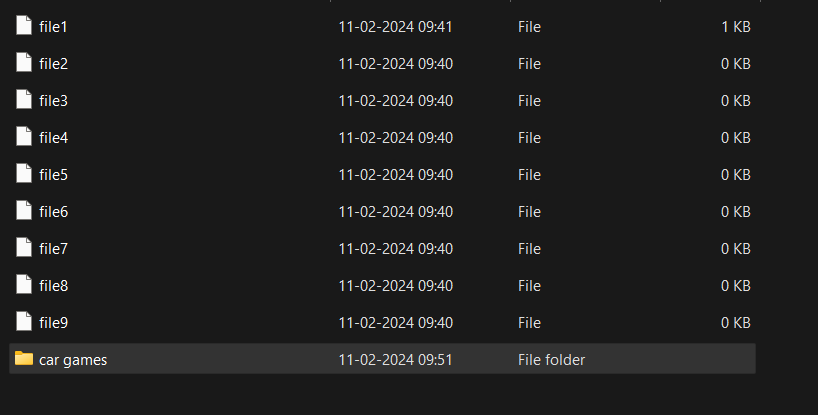 file1 11-02-2024 09:41 File 1 KB
file2 11-02-2024 09:40 File 0 KB
file3 11-02-2024 09:40 File 0 KB
file4 11-02-2024 09:40 File 0 KB
file5 11-02-2024 09:40 File 0 KB
file6 11-02-2024 09:40 File 0 KB
file7 11-02-2024 09:40 File 0 KB
file8 11-02-2024 09:40 File 0 KB
file9 11-02-2024 09:40 File 0 KB
car games 11-02-2024 09:51 File folder